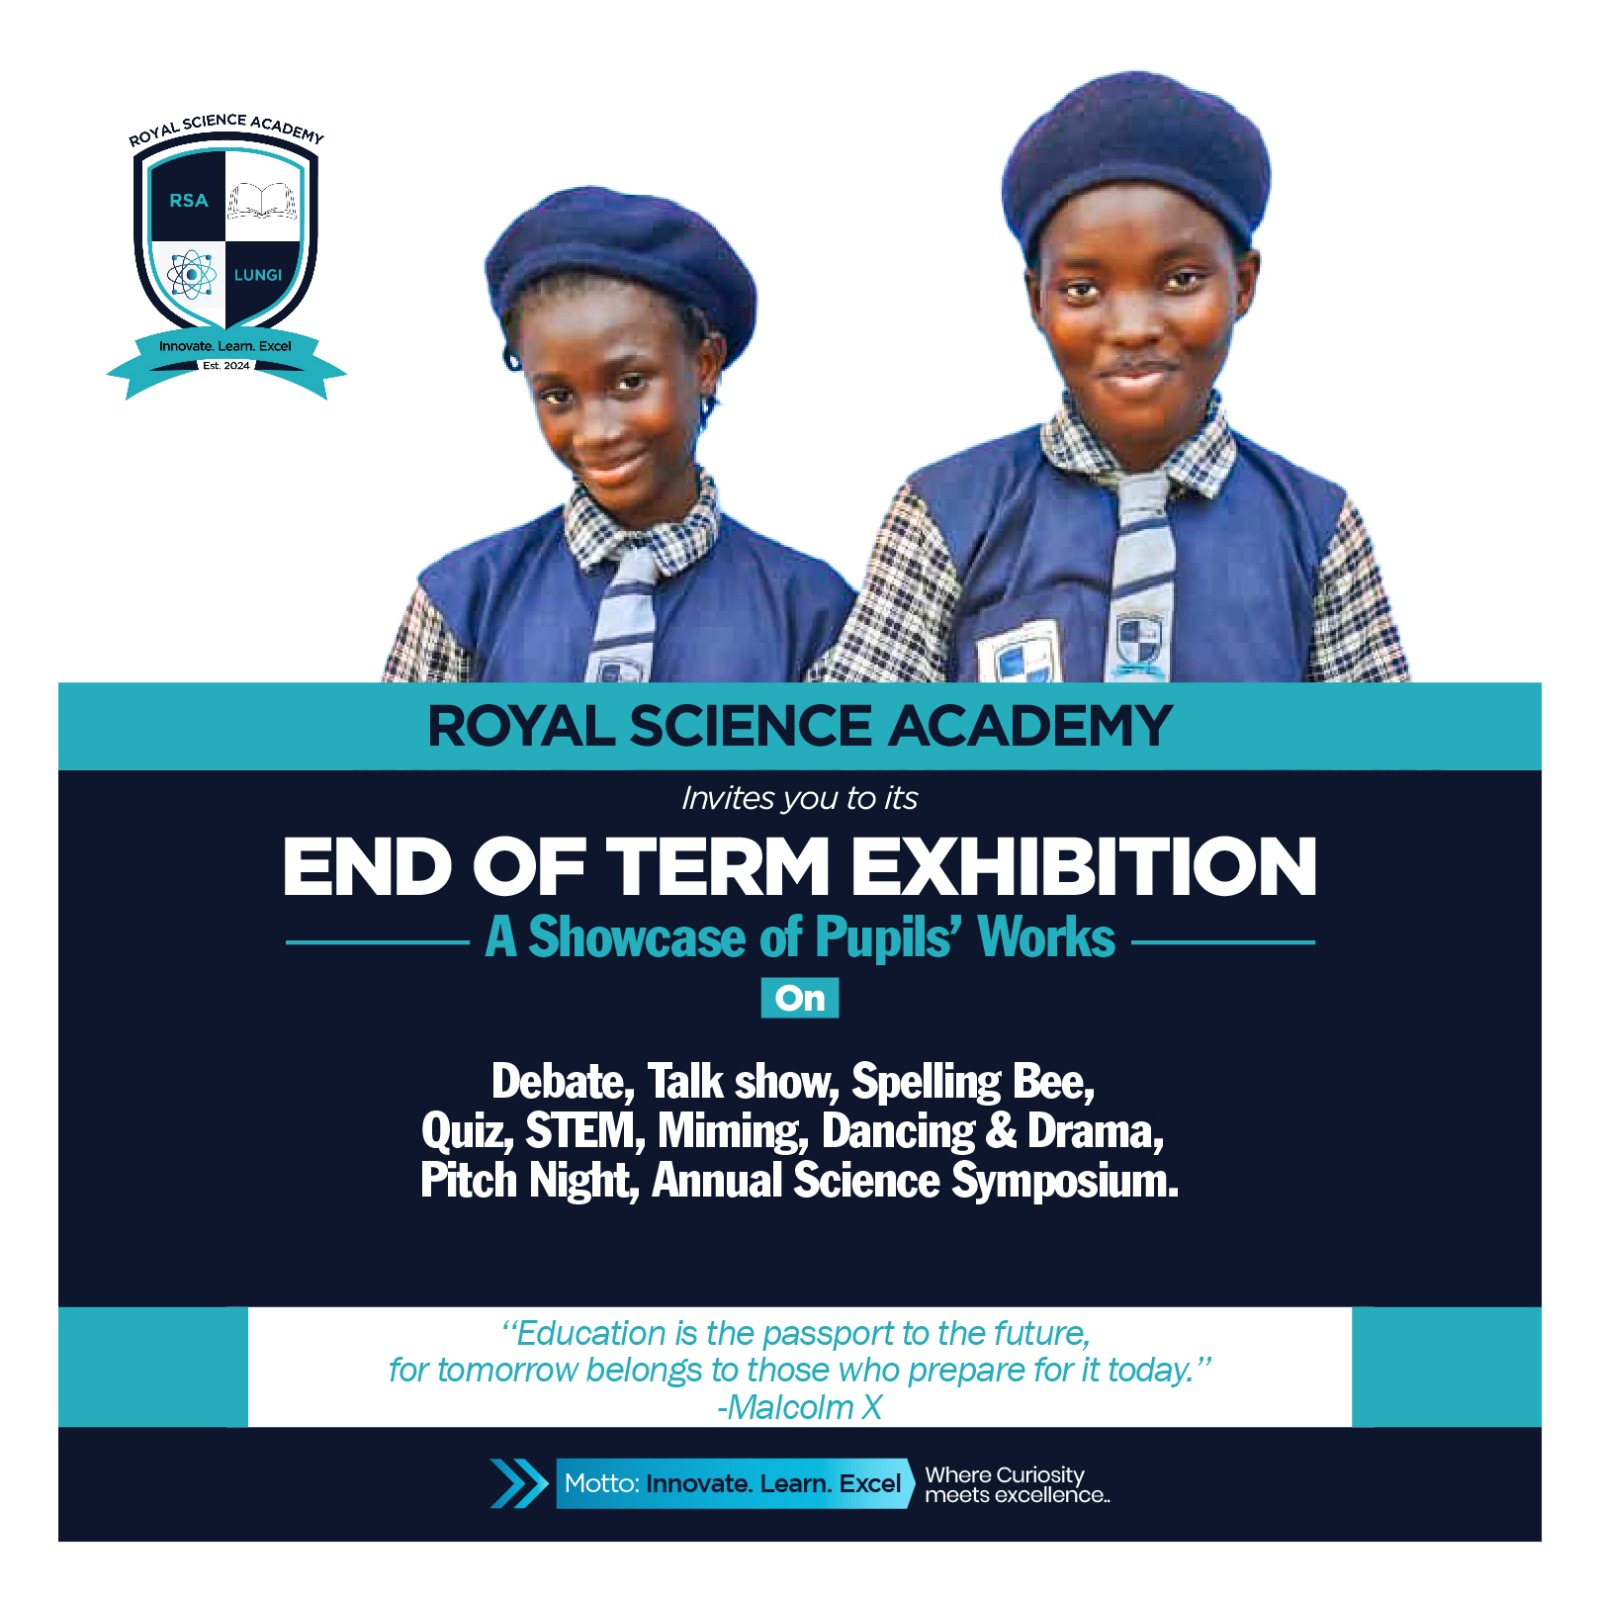 ROYAL SCIENCE ACADEMY
RSA
LUNGI
Innovate. Learn. Excel
Est. 2024
ROYAL SCIENCE ACADEMY
Invites you to its
END OF TERM EXHIBITION
A Showcase of Pupils’ Works
On
Debate, Talk show, Spelling Bee,
Quiz, STEM, Miming, Dancing & Drama,
Pitch Night, Annual Science Symposium.
“Education is the passport to the future,
for tomorrow belongs to those who prepare for it today.”
-Malcolm X
Motto: Innovate. Learn. Excel
Where Curiosity
meets excellence..